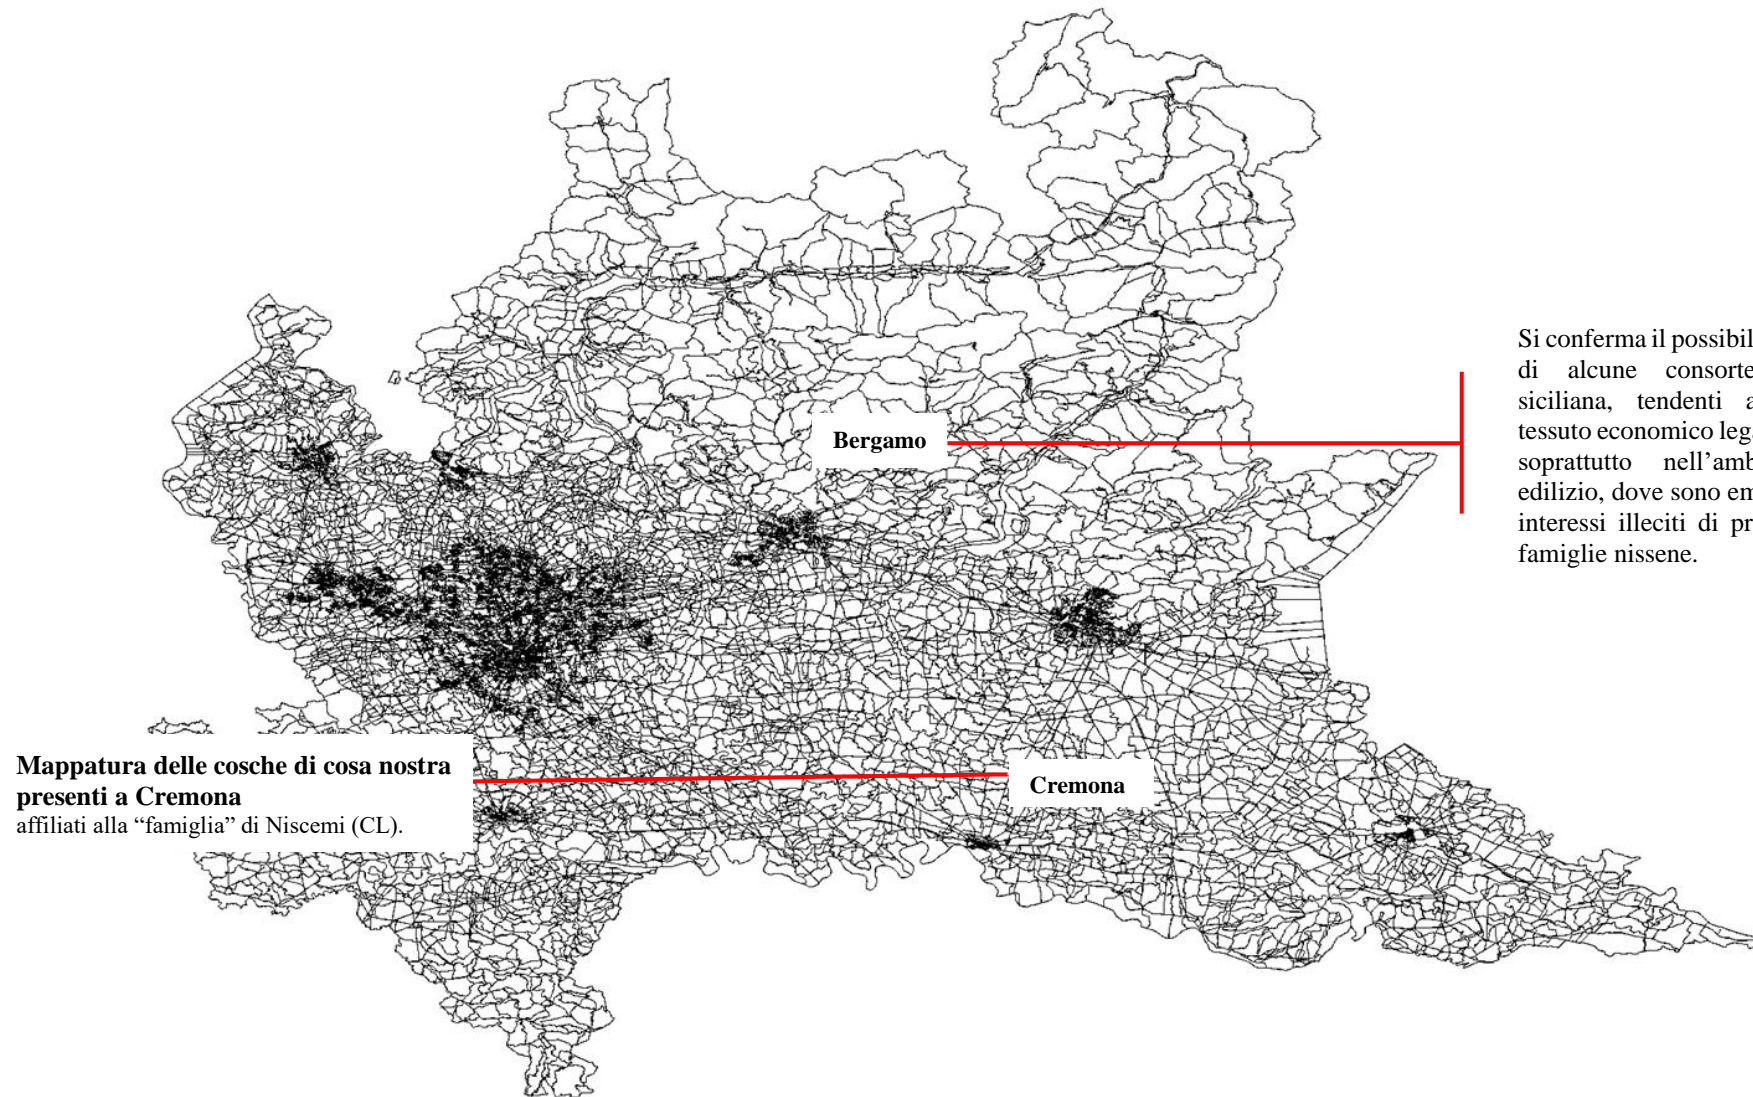 Si conferma il possibil
di alcune consorte
siciliana, tendenti a
tessuto economico lega
soprattutto nell’amb
edilizio, dove sono em
interessi illeciti di pr
famiglie nissene.
Bergamo
Mappatura delle cosche di cosa nostra
presenti a Cremona
affiliati alla “famiglia” di Niscemi (CL).
Cremona